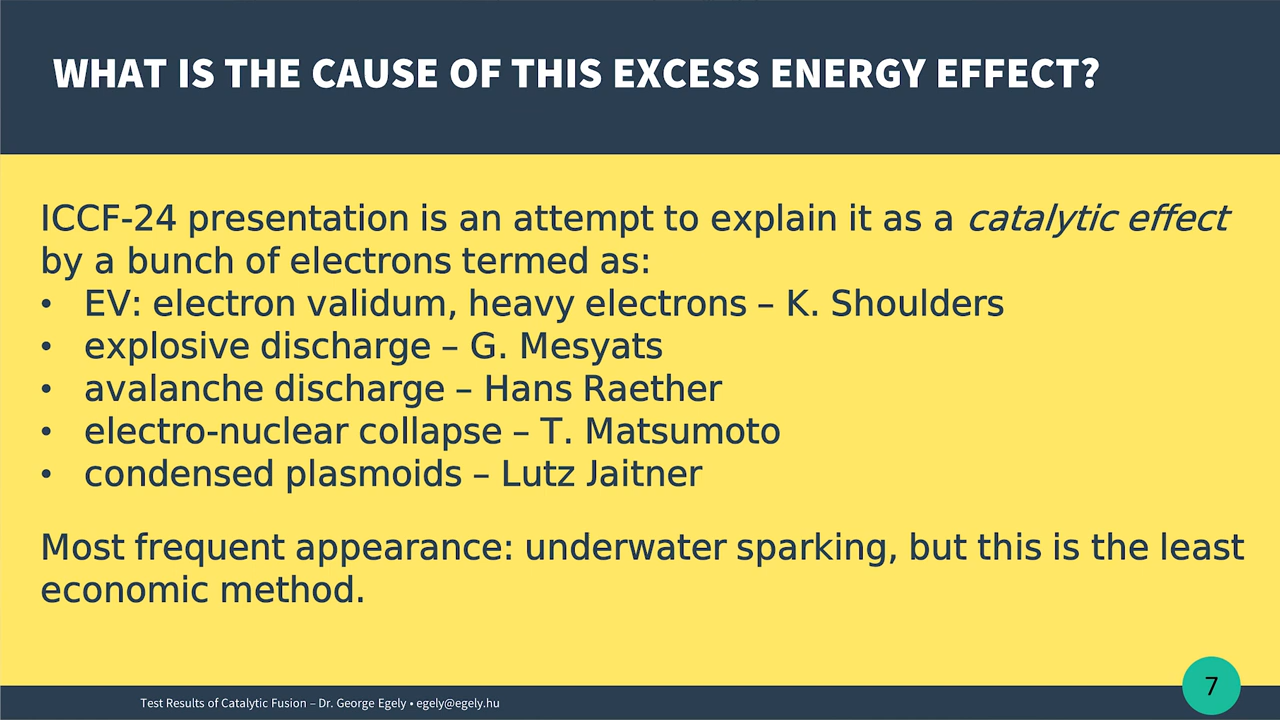 WHAT IS THE CAUSE OF THIS EXCESS ENERGY EFFECT?
ICCF-24 presentation is an attempt to explain it as a catalytic effect
by a bunch of electrons termed as:
• EV: electron validum, heavy electrons – K. Shoulders
• explosive discharge – G. Mesyats
• avalanche discharge – Hans Raether
• electro-nuclear collapse – T. Matsumoto
• condensed plasmoids – Lutz Jaitner
Most frequent appearance: underwater sparking, but this is the least
economic method.
Test Results of Catalytic Fusion – Dr. George Egely • egely@egely.hu
7